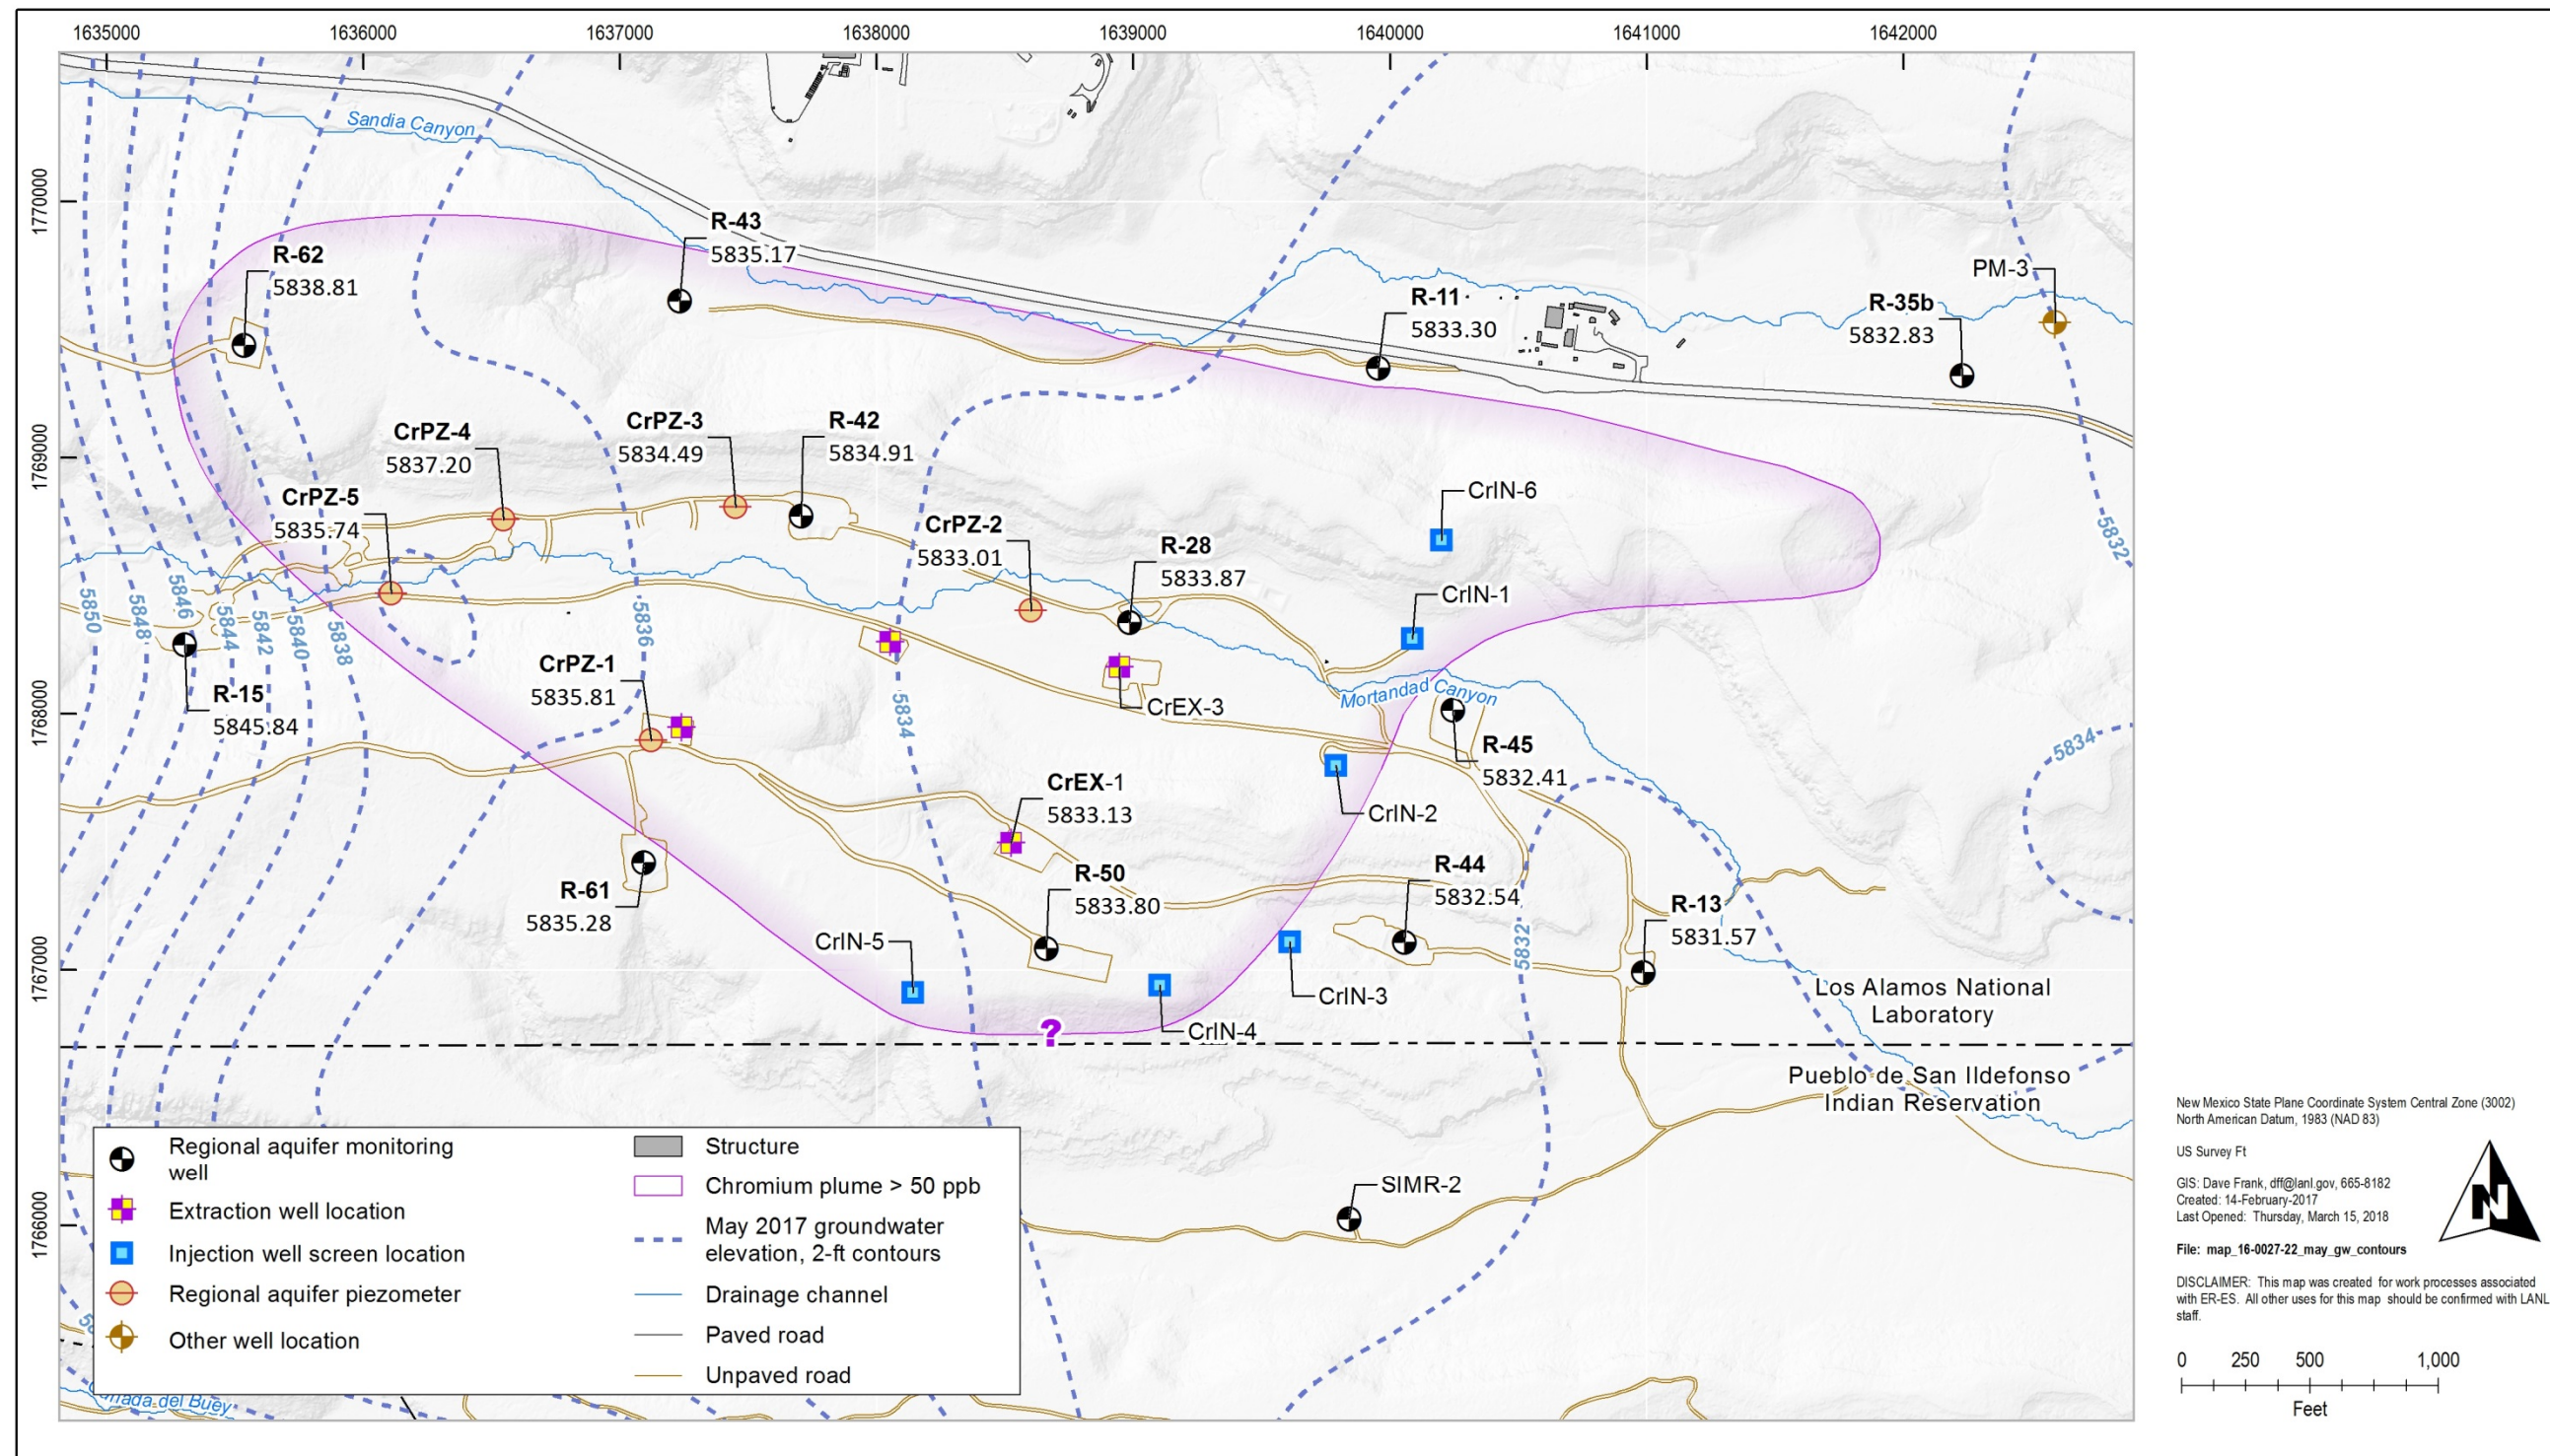 1635000 1636000 1637000 1638000 1639000 1640000 1641000 1642000
1770000
1769000
1768000
1767000
1766000
Sandia Canyon
R-43
5835.17
R-62
5838.81
R-11
5833.30
PM-3
R-35b
5832.83
CrPZ-4
5837.20
CrPZ-3
5834.49
R-42
5834.91
CrPZ-5
5835.74
CrIN-6
CrPZ-2
5833.01
R-28
5833.87
5832
CrIN-1
5850
5848
5846
5844
5842
5840
5838
5836
CrPZ-1
5835.81
R-15
5845.84
5834
CrEX-3
Mortandad Canyon
R-45
5832.41
5834
CrEX-1
5833.13
CrIN-2
R-61
5835.28
R-50
5833.80
R-44
5832.54
R-13
5831.57
CrIN-5
5832
CrIN-3
CrIN-4
?
Los Alamos National
Laboratory
Pueblo de San Ildefonso
Indian Reservation
SIMR-2
Regional aquifer monitoring
well
Extraction well location
Injection well screen location
Regional aquifer piezometer
Other well location
Structure
Chromium plume > 50 ppb
May 2017 groundwater
elevation, 2-ft contours
Drainage channel
Paved road
Unpaved road
del Buey
New Mexico State Plane Coordinate System Central Zone (3002)
North American Datum, 1983 (NAD 83)
US Survey Ft
GIS: Dave Frank, dff@lanl.gov, 665-8182
Created: 14-February-2017
Last Opened: Thursday, March 15, 2018
File: map_16-0027-22_may_gw_contours
DISCLAIMER: This map was created for work processes associated
with ER-ES. All other uses for this map should be confirmed with LANL
staff.
N
0 250 500 1,000
Feet